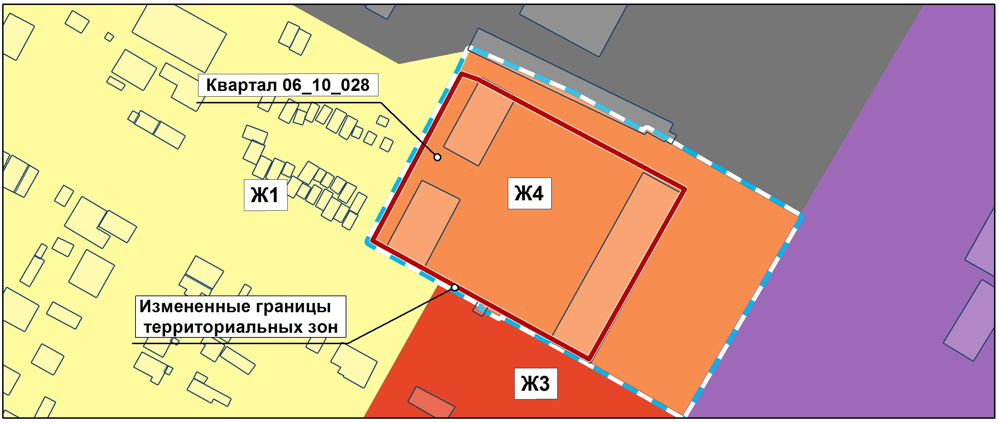 Квартал 06_10_028
Ж1
Ж4
Измененные границы
территориальных зон
Ж3